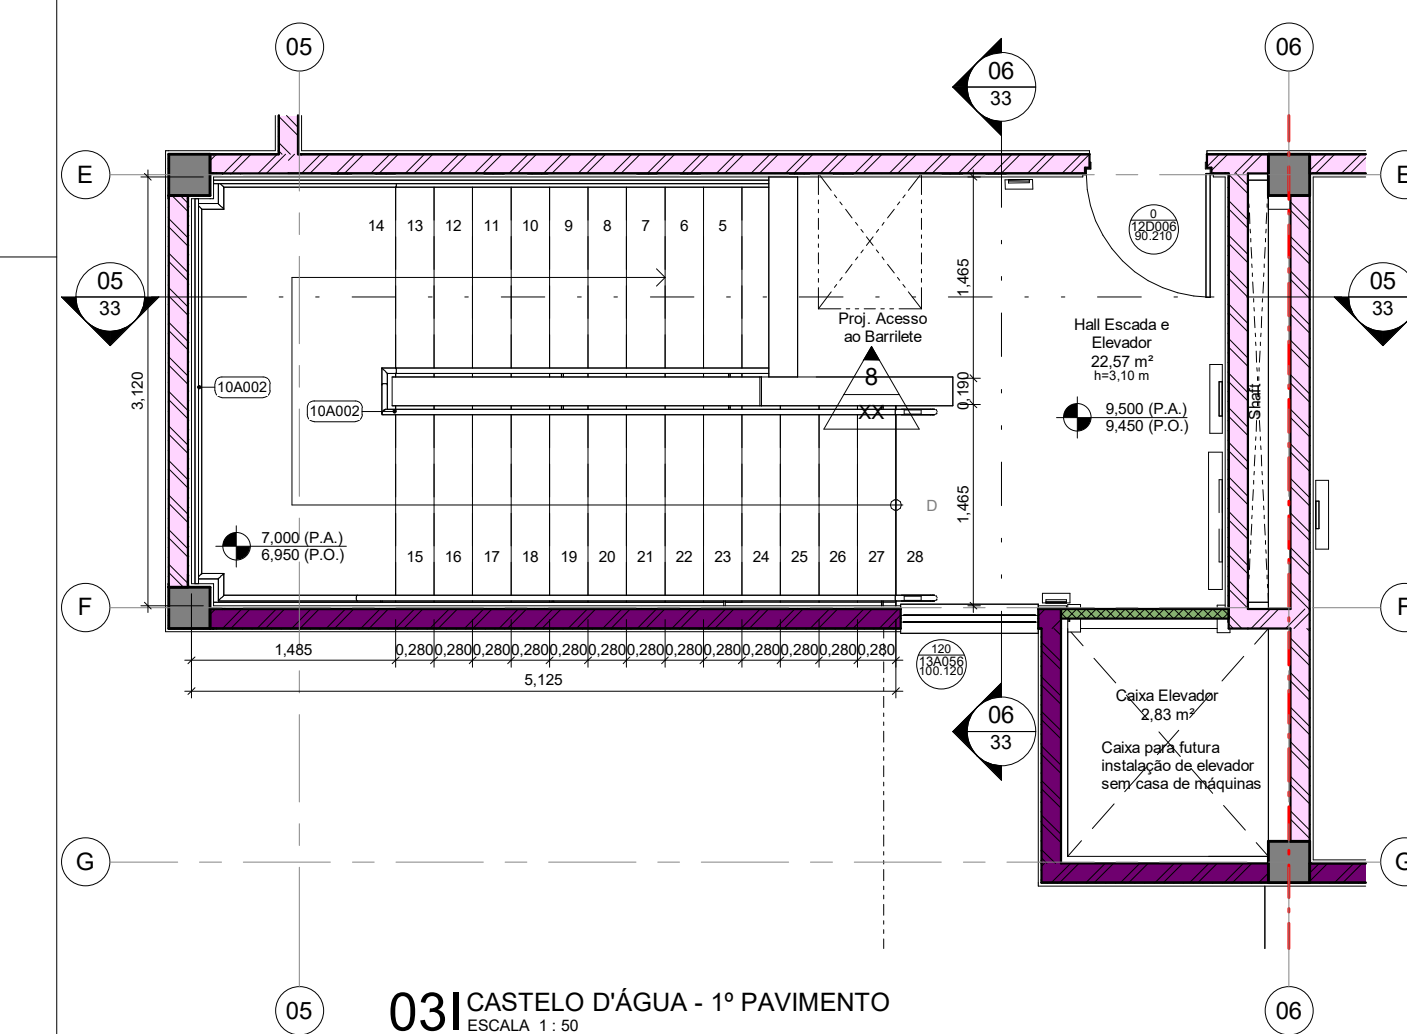 05
06
06
33
E
E
14 13 12 11 10 9 8 7 6 5
0
12D006
90.210
05
33
05
33
1,465
Proj. Acesso
ao Barrilete
Hall Escada e
Elevador
22,57 m²
h=3,10 m
9,500 (P.A.)
9,450 (P.O.)
Shaft
3,120
10A002
10A002
8
XX
0,190
1,465
D
7,000 (P.A.)
6,950 (P.O.)
15 16 17 18 19 20 21 22 23 24 25 26 27 28
F
F
1,485 0,280 0,280 0,280 0,280 0,280 0,280 0,280 0,280 0,280 0,280 0,280 0,280 0,280
5,125
120
13A056
100.120
06
33
Caixa Elevador
2,83 m²
Caixa para futura
instalação de elevador
sem casa de máquinas
G
G
05
06
03 CASTELO D'ÁGUA - 1º PAVIMENTO
ESCALA 1 : 50